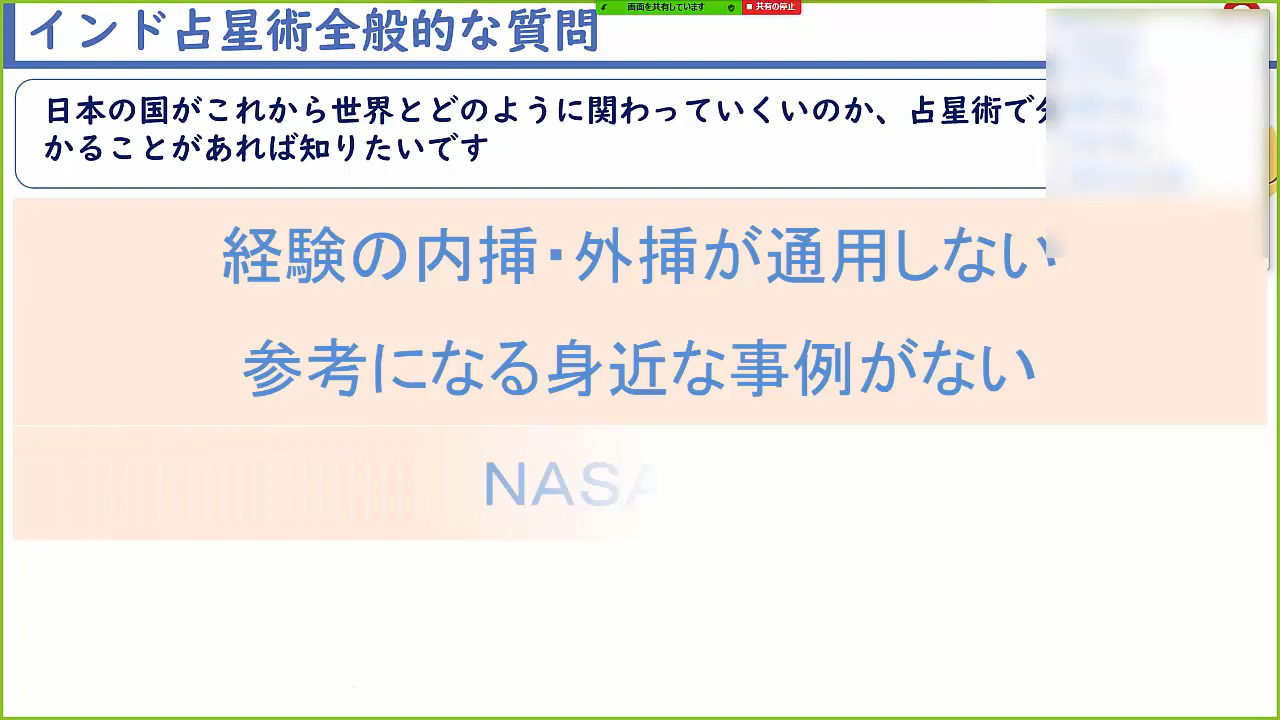 画面を共有しています
共有の停止
インド占星術全般的な質問
日本の国がこれから世界とどのように関わっていくいのか、占星術で分
かることがあれば知りたいです
経験の内挿・外挿が通用しない
参考になる身近な事例がない
NASA